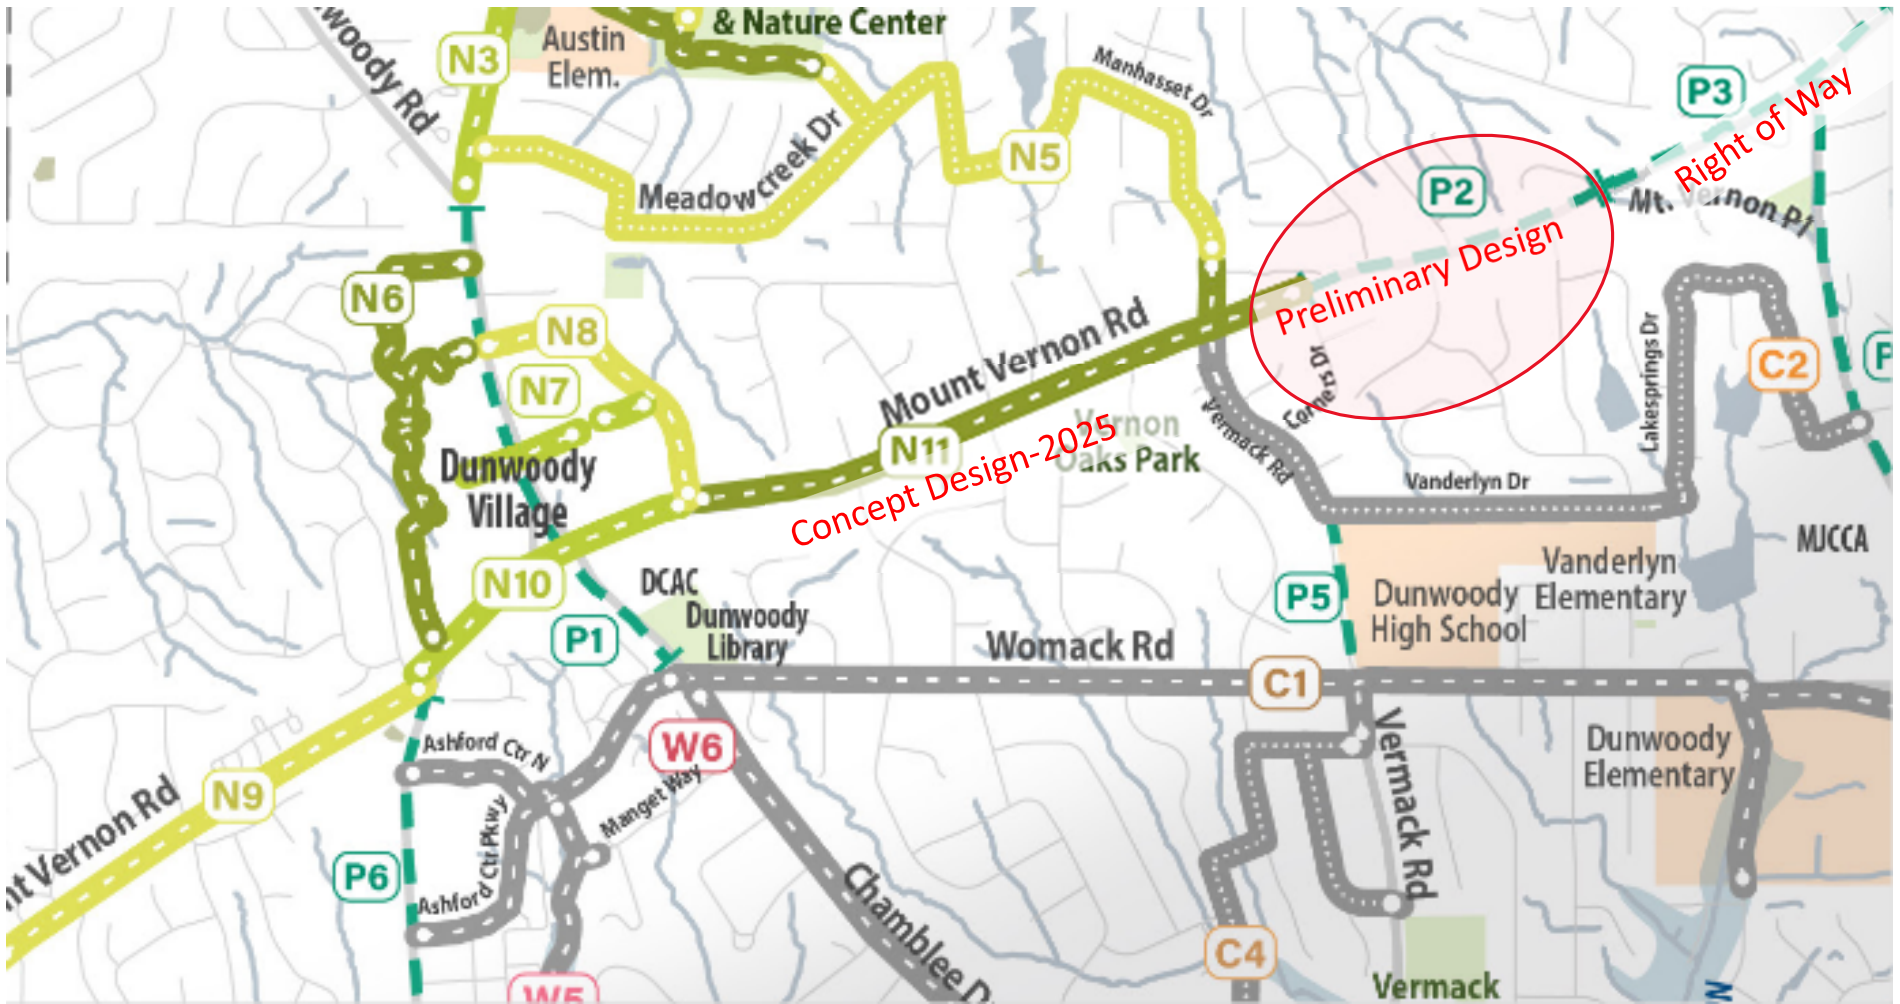 woody Rd
N3
Austin
Elem.
& Nature Center
Manhasset Dr
P3
Right of Way
N5
Meadowcreek Dr
P2
Mt. Vernon Pl
Preliminary Design
N6
N8
N7
Mount Vernon Rd
N11
Vernon
Oaks Park
Concept Design-2025
Corners Dr
Vermack Rd
Lakesprings Dr
C2
P
Vanderlyn Dr
Dunwoody
Village
N10
DCAC
Dunwoody
Library
P1
Womack Rd
P5
Dunwoody
High School
Vanderlyn
Elementary
MJCCA
C1
W6
Ashford Ctr N
Manget Way
Ashford Ctr Pkwy
N9
nt Vernon Rd
P6
Chamblee D
Vermack Rd
Dunwoody
Elementary
C4
W5
Vermack